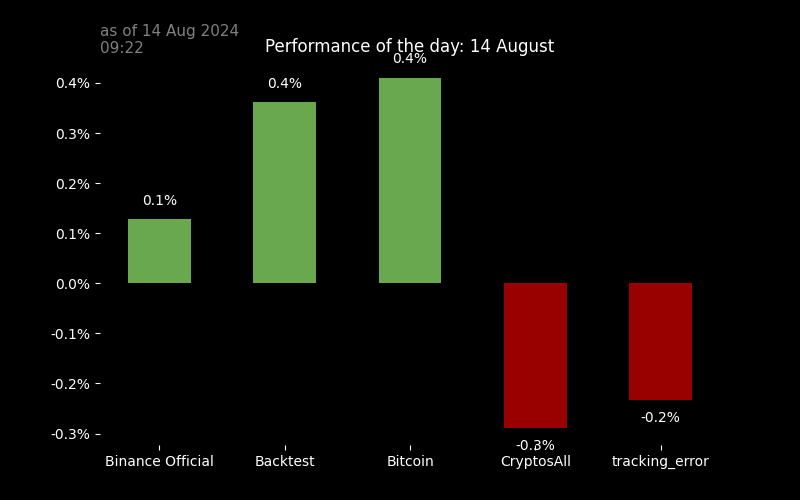 as of 14 Aug 2024
09:22
Performance of the day: 14 August
0.4%
0.3%
0.2%
0.1%
0.0%
-0.1%
-0.2%
-0.3%
0.1%
0.4%
0.4%
-0.3%
-0.2%
Binance Official
Backtest
Bitcoin
CryptosAll
tracking_error